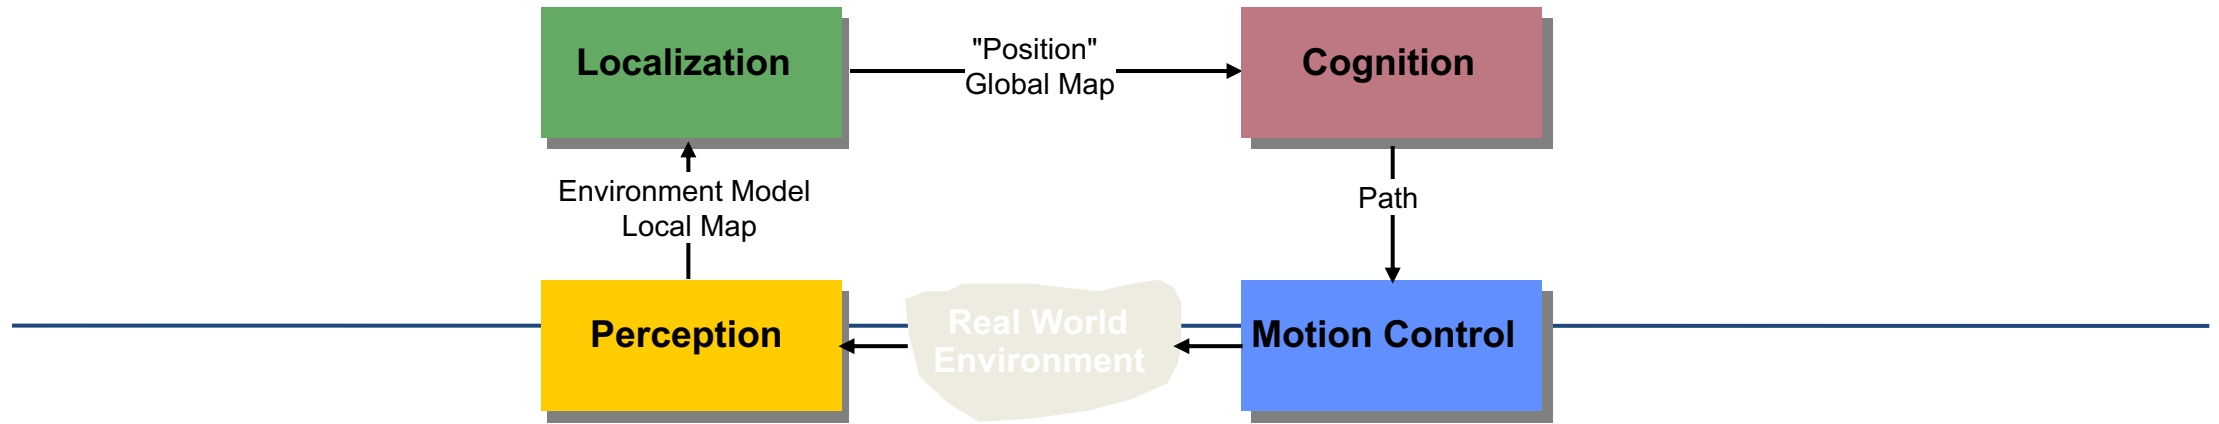 Localization
"Position"
Global Map
Cognition
Environment Model
Local Map
Path
Perception
Real World
Environment
Motion Control